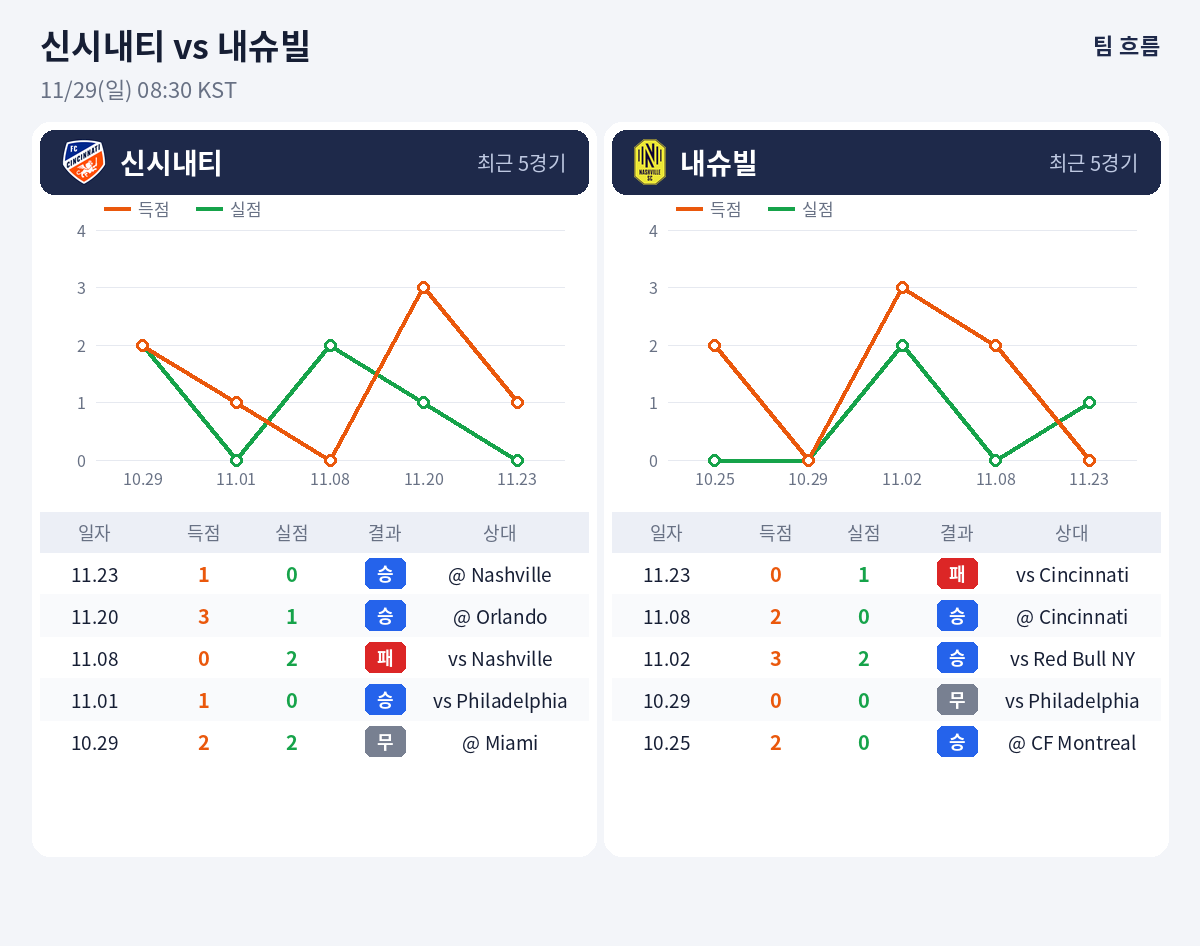 신시내티 vs 내슈빌
팀 흐름
11/29(일) 08:30 KST
FC CINCINNATI
신시내티
최근 5경기
득점 실점
4
3
2
1
0
10.29 11.01 11.08 11.20 11.23
일자 득점 실점 결과 상대
11.23 1 0 승 @ Nashville
11.20 3 1 승 @ Orlando
11.08 0 2 패 vs Nashville
11.01 1 0 승 vs Philadelphia
10.29 2 2 무 @ Miami
N
NASHVILLE
SC
내슈빌
최근 5경기
득점 실점
4
3
2
1
0
10.25 10.29 11.02 11.08 11.23
일자 득점 실점 결과 상대
11.23 0 1 패 vs Cincinnati
11.08 2 0 승 @ Cincinnati
11.02 3 2 승 vs Red Bull NY
10.29 0 0 무 vs Philadelphia
10.25 2 0 승 @ CF Montreal